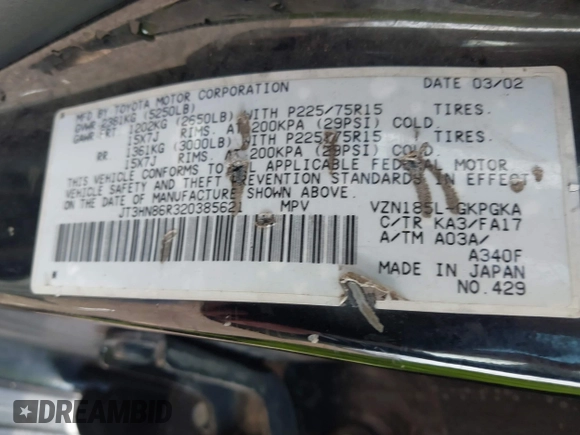 MFD. BY TOYOTA MOTOR CORPORATION DATE 03/02
GVWR 2381KG (5250LB)
GAWR FRT 1202KG (2650LB) WITH P225/75R15 TIRES.
15X7J RIMS. AT 200KPA (29PSI) COLD.
RR. 1361KG (3000LB) WITH P225/75R15 TIRES.
15X7J RIMS. AT 200KPA (29PSI) COLD.
THIS VEHICLE CONFORMS TO ALL APPLICABLE FEDERAL MOTOR
VEHICLE SAFETY AND THEFT PREVENTION STANDARDS IN EFFECT
ON THE DATE OF MANUFACTURE SHOWN ABOVE.
JT3HN86R320385621 MPV VZN185L-GKPGKA
C/TR KA3/FA17
A/TM A03A/
A340F
MADE IN JAPAN
NO. 429
DREAMBID